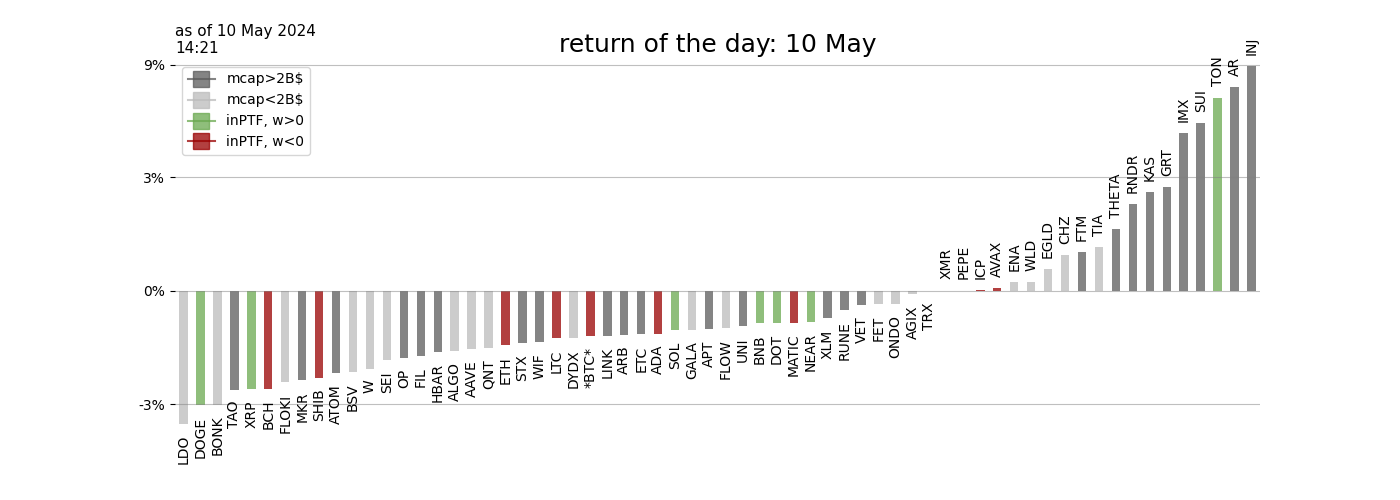 as of 10 May 2024
14:21
return of the day: 10 May
9%
3%
0%
-3%
mcap>2B$
mcap<2B$
inPTF, w>0
inPTF, w<0
LDO
DOGE
BONK
TAO
XRP
BCH
FLOKI
MKR
SHIB
ATOM
BSV
W
SEI
OP
FIL
HBAR
ALGO
AAVE
QNT
ETH
STX
WIF
LTC
DYDX
*BTC*
LINK
ARB
ETC
ADA
SOL
GALA
APT
FLOW
UNI
BNB
DOT
MATIC
NEAR
XLM
RUNE
VET
FET
ONDO
AGIX
TRX
XMR
PEPE
ICP
AVAX
ENA
WLD
EGLD
CHZ
FTM
TIA
THETA
RNDR
KAS
GRT
IMX
SUI
TON
AR
INJ